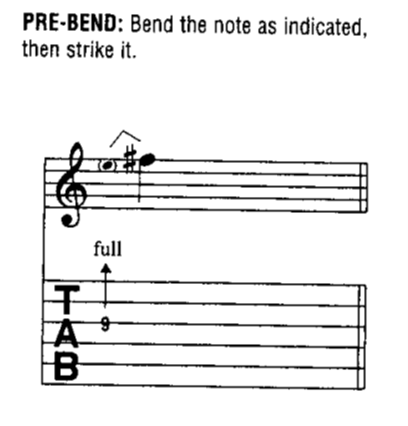 PRE-BEND: Bend the note as indicated,
then strike it.
full
T
A
B
9